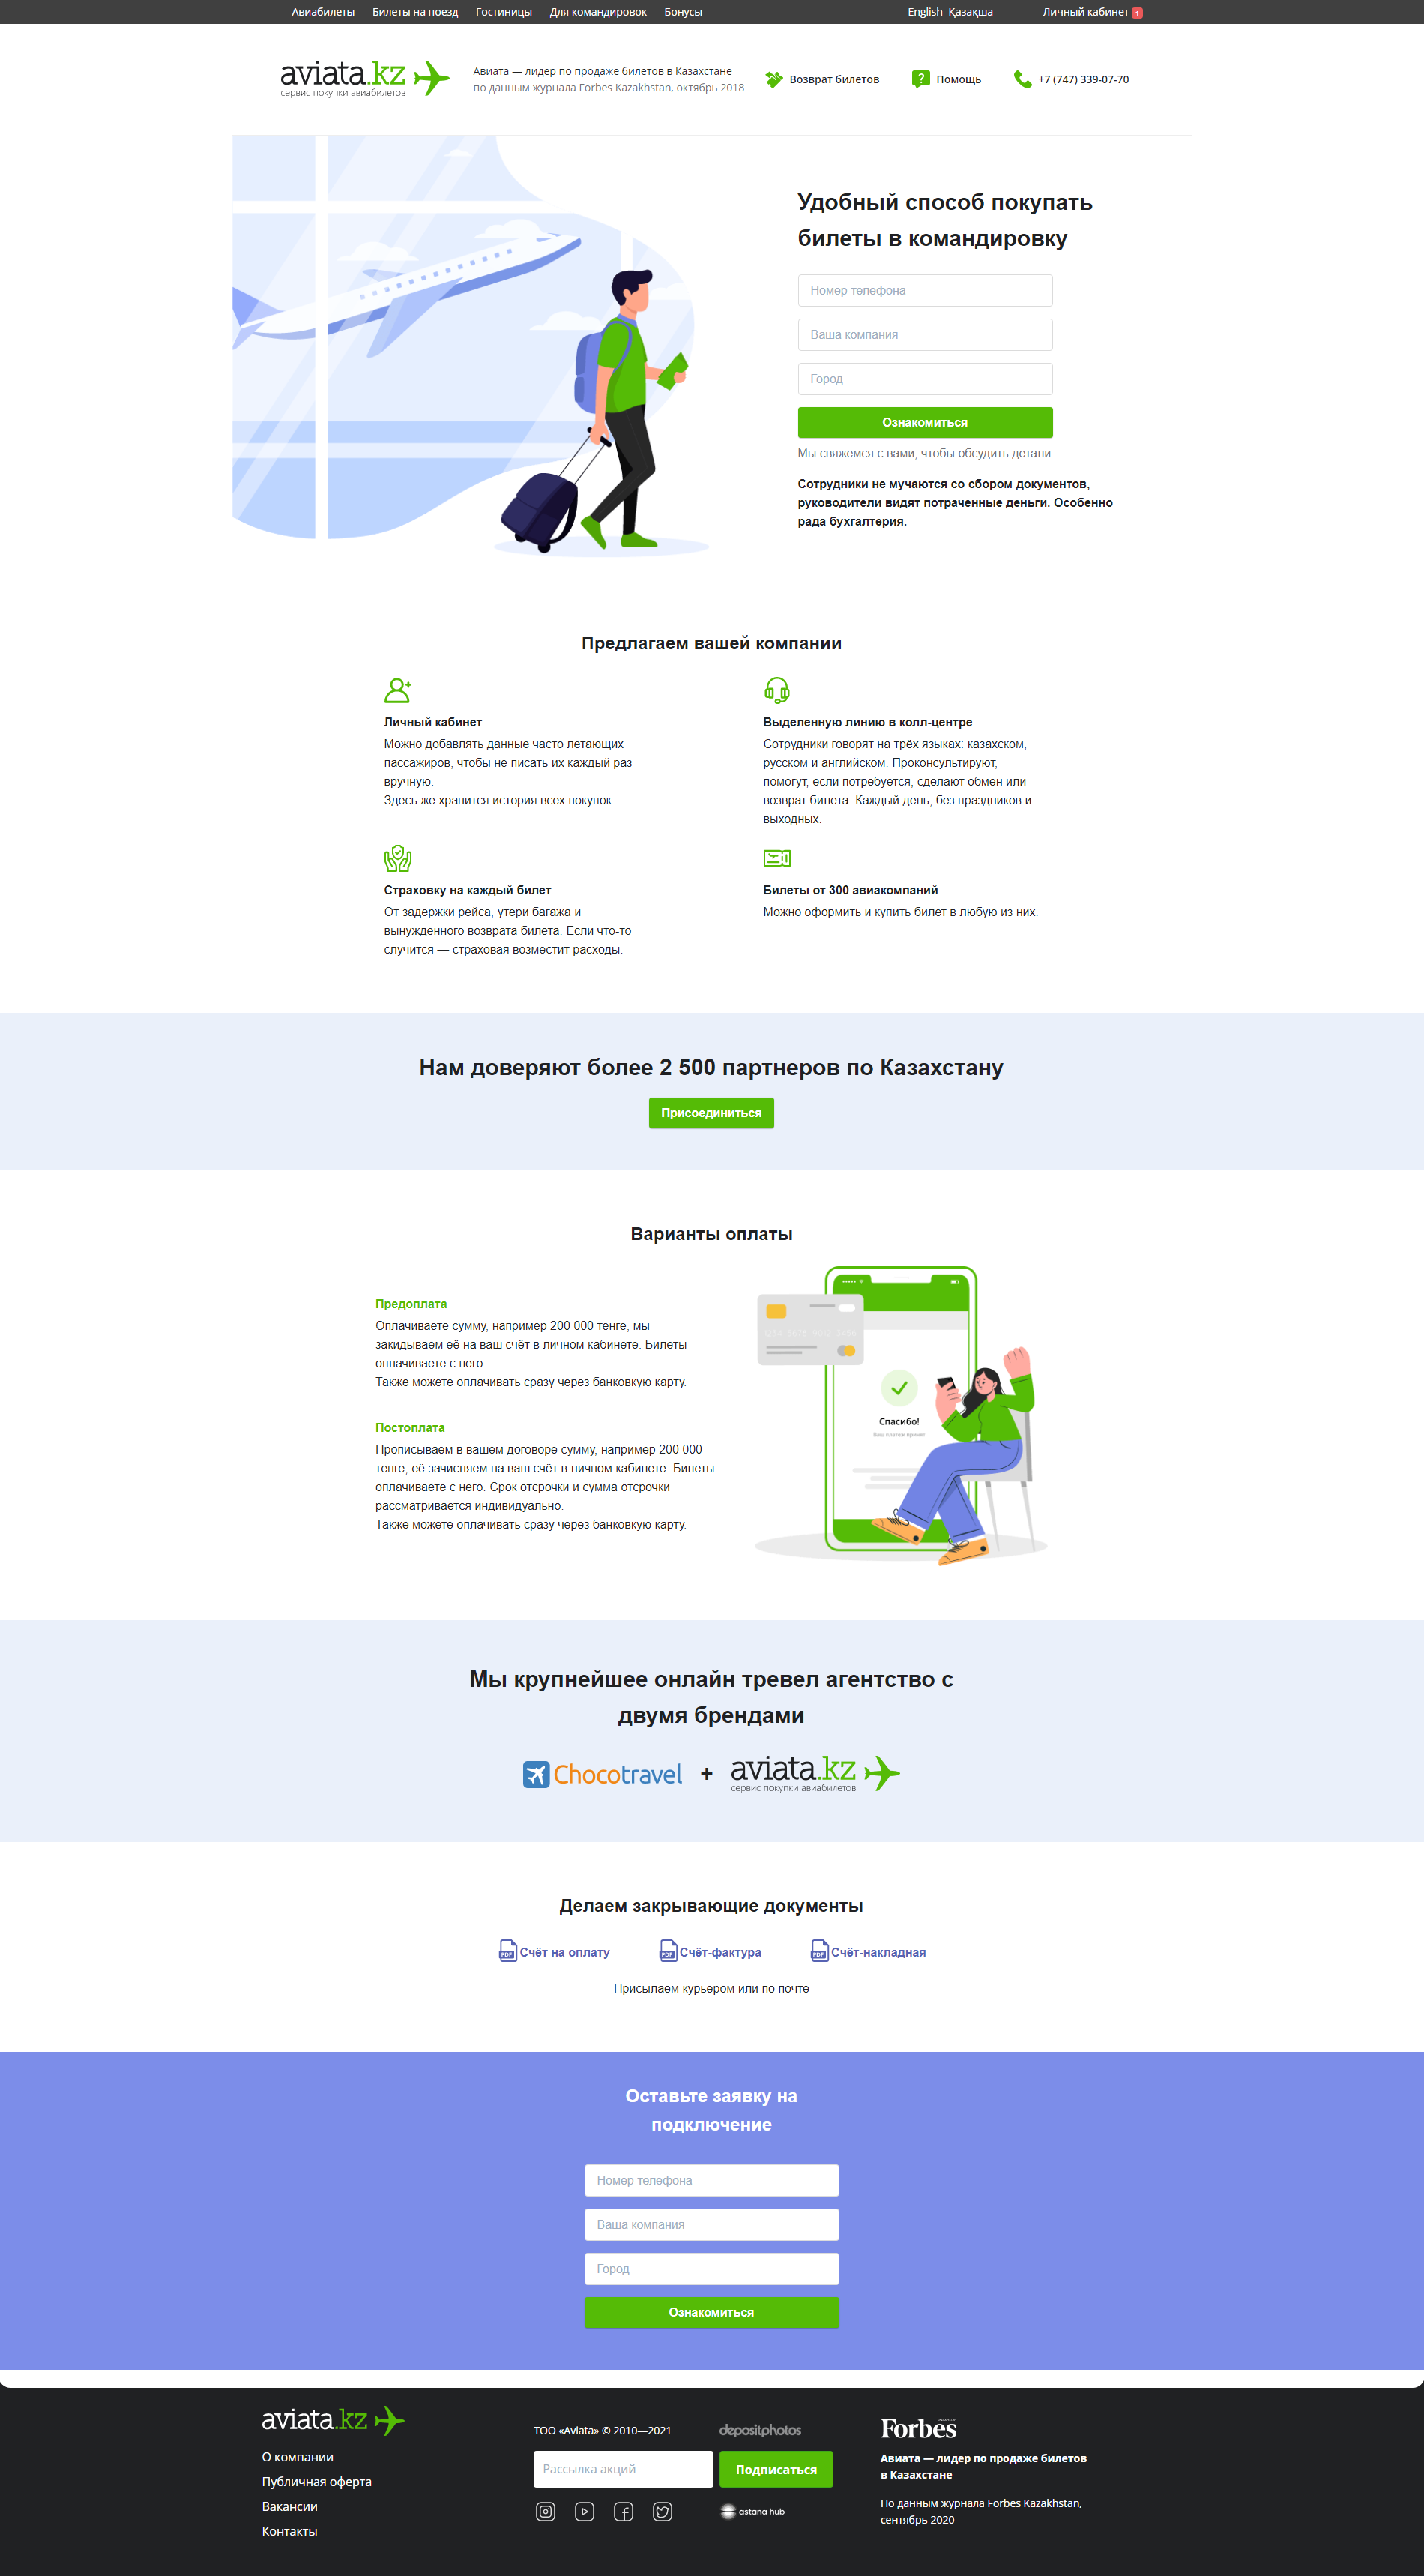 Авиабилеты Билеты на поезд Гостиницы Для командировок Бонусы English Қазақша Личный кабинет 1
aviata.kz
сервис покупки авиабилетов
Авиата — лидер по продаже билетов в Казахстане
по данным журнала Forbes Kazakhstan, октябрь 2018
Возврат билетов
Помощь
+7 (747) 339-07-70
Удобный способ покупать
билеты в командировку
Номер телефона
Ваша компания
Город
Ознакомиться
Мы свяжемся с вами, чтобы обсудить детали
Сотрудники не мучаются со сбором документов,
руководители видят потраченные деньги. Особенно
рада бухгалтерия.
Предлагаем вашей компании
Личный кабинет
Можно добавлять данные часто летающих
пассажиров, чтобы не писать их каждый раз
вручную.
Здесь же хранится история всех покупок.
Выделенную линию в колл-центре
Сотрудники говорят на трёх языках: казахском,
русском и английском. Проконсультируют,
помогут, если потребуется, сделают обмен или
возврат билета. Каждый день, без праздников и
выходных.
Страховку на каждый билет
От задержки рейса, утери багажа и
вынужденного возврата билета. Если что-то
случится — страховая возместит расходы.
Билеты от 300 авиакомпаний
Можно оформить и купить билет в любую из них.
Нам доверяют более 2 500 партнеров по Казахстану
Присоединиться
Варианты оплаты
Предоплата
Оплачиваете сумму, например 200 000 тенге, мы
закидываем её на ваш счёт в личном кабинете. Билеты
оплачиваете с него.
Также можете оплачивать сразу через банковкую карту.
Постоплата
Прописываем в вашем договоре сумму, например 200 000
тенге, её зачисляем на ваш счёт в личном кабинете. Билеты
оплачиваете с него. Срок отсрочки и сумма отсрочки
рассматривается индивидуально.
Также можете оплачивать сразу через банковкую карту.
Спасибо!
Ваш платеж принят
Мы крупнейшее онлайн тревел агентство с
двумя брендами
Chocotravel + aviata.kz
сервис покупки авиабилетов
Делаем закрывающие документы
PDF Счёт на оплату PDF Счёт-фактура PDF Счёт-накладная
Присылаем курьером или по почте
Оставьте заявку на
подключение
Номер телефона
Ваша компания
Город
Ознакомиться
aviata.kz
О компании
Публичная оферта
Вакансии
Контакты
ТОО «Aviata» © 2010—2021
depositphotos
Рассылка акций
Подписаться
astana hub
Forbes
Авиата — лидер по продаже билетов
в Казахстане
По данным журнала Forbes Kazakhstan,
сентябрь 2020